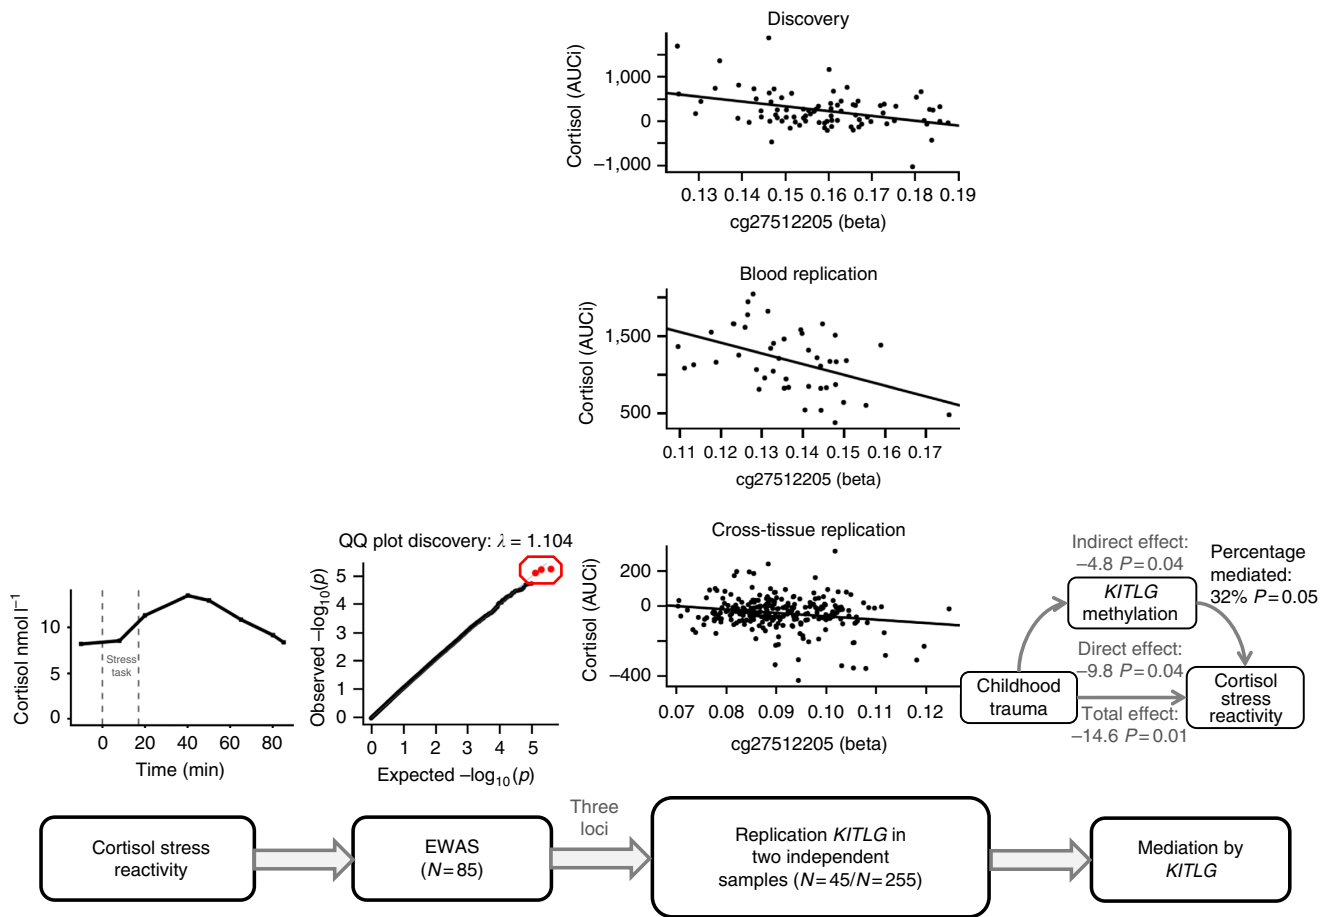 Discovery
Cortisol (AUCi)
1,000
0
−1,000
0.13 0.14 0.15 0.16 0.17 0.18 0.19
cg27512205 (beta)
Blood replication
Cortisol (AUCi)
1,500
500
0.11 0.12 0.13 0.14 0.15 0.16 0.17
cg27512205 (beta)
Cross-tissue replication
Cortisol (AUCi)
200
0
−400
0.07 0.08 0.09 0.10 0.11 0.12
cg27512205 (beta)
Cortisol nmol⁻¹
10
5
0
Stress
task
0 20 40 60 80
Time (min)
QQ plot discovery: λ = 1.104
Observed −log₁₀(p)
5
4
3
2
1
0
0 1 2 3 4 5
Expected −log₁₀(p)
Indirect effect:
−4.8 P = 0.04
Percentage
mediated:
32% P = 0.05
KITLG
methylation
Direct effect:
−9.8 P = 0.04
Childhood
trauma
Cortisol
stress
reactivity
Total effect:
−14.6 P = 0.01
Cortisol stress
reactivity
EWAS
(N = 85)
Three
loci
Replication KITLG in
two independent
samples (N = 45/N = 255)
Mediation by
KITLG